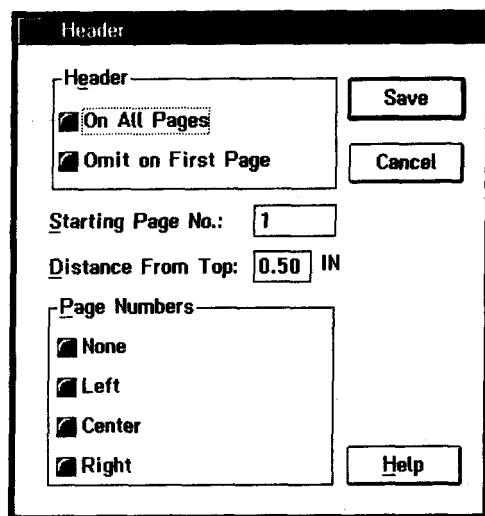 Header
Header
On All Pages
Save
Omit on First Page
Cancel
Starting Page No.: 1
Distance From Top: 0.50 IN
Page Numbers
None
Left
Center
Right
Help